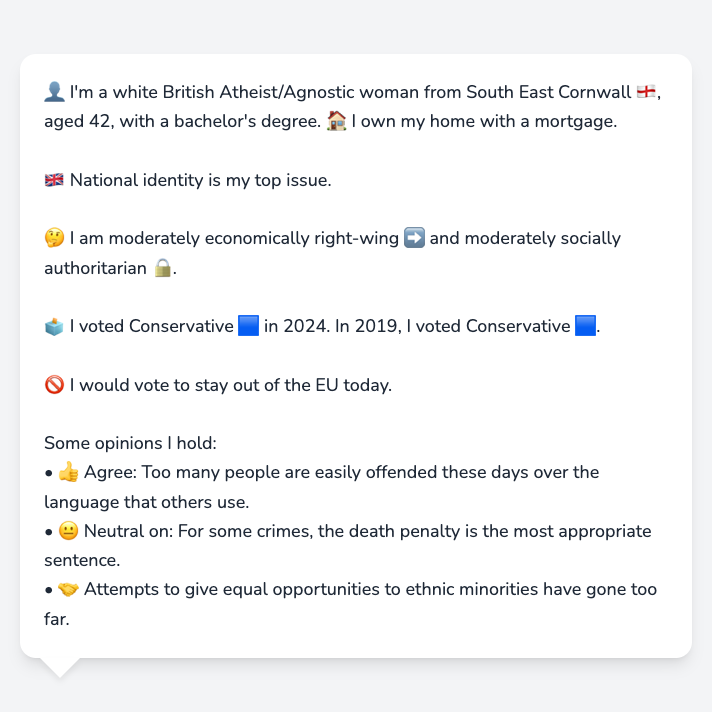 👤 I'm a white British Atheist/Agnostic woman from South East Cornwall 🏴󠁧󠁢󠁥󠁮󠁧󠁿,
aged 42, with a bachelor's degree. 🏠 I own my home with a mortgage.
🇬🇧 National identity is my top issue.
🤔 I am moderately economically right-wing ➡️ and moderately socially
authoritarian 🔒.
🗳️ I voted Conservative 🟦 in 2024. In 2019, I voted Conservative 🟦.
🚫 I would vote to stay out of the EU today.
Some opinions I hold:
• 👍 Agree: Too many people are easily offended these days over the
language that others use.
• 😐 Neutral on: For some crimes, the death penalty is the most appropriate
sentence.
• 🤝 Attempts to give equal opportunities to ethnic minorities have gone too
far.